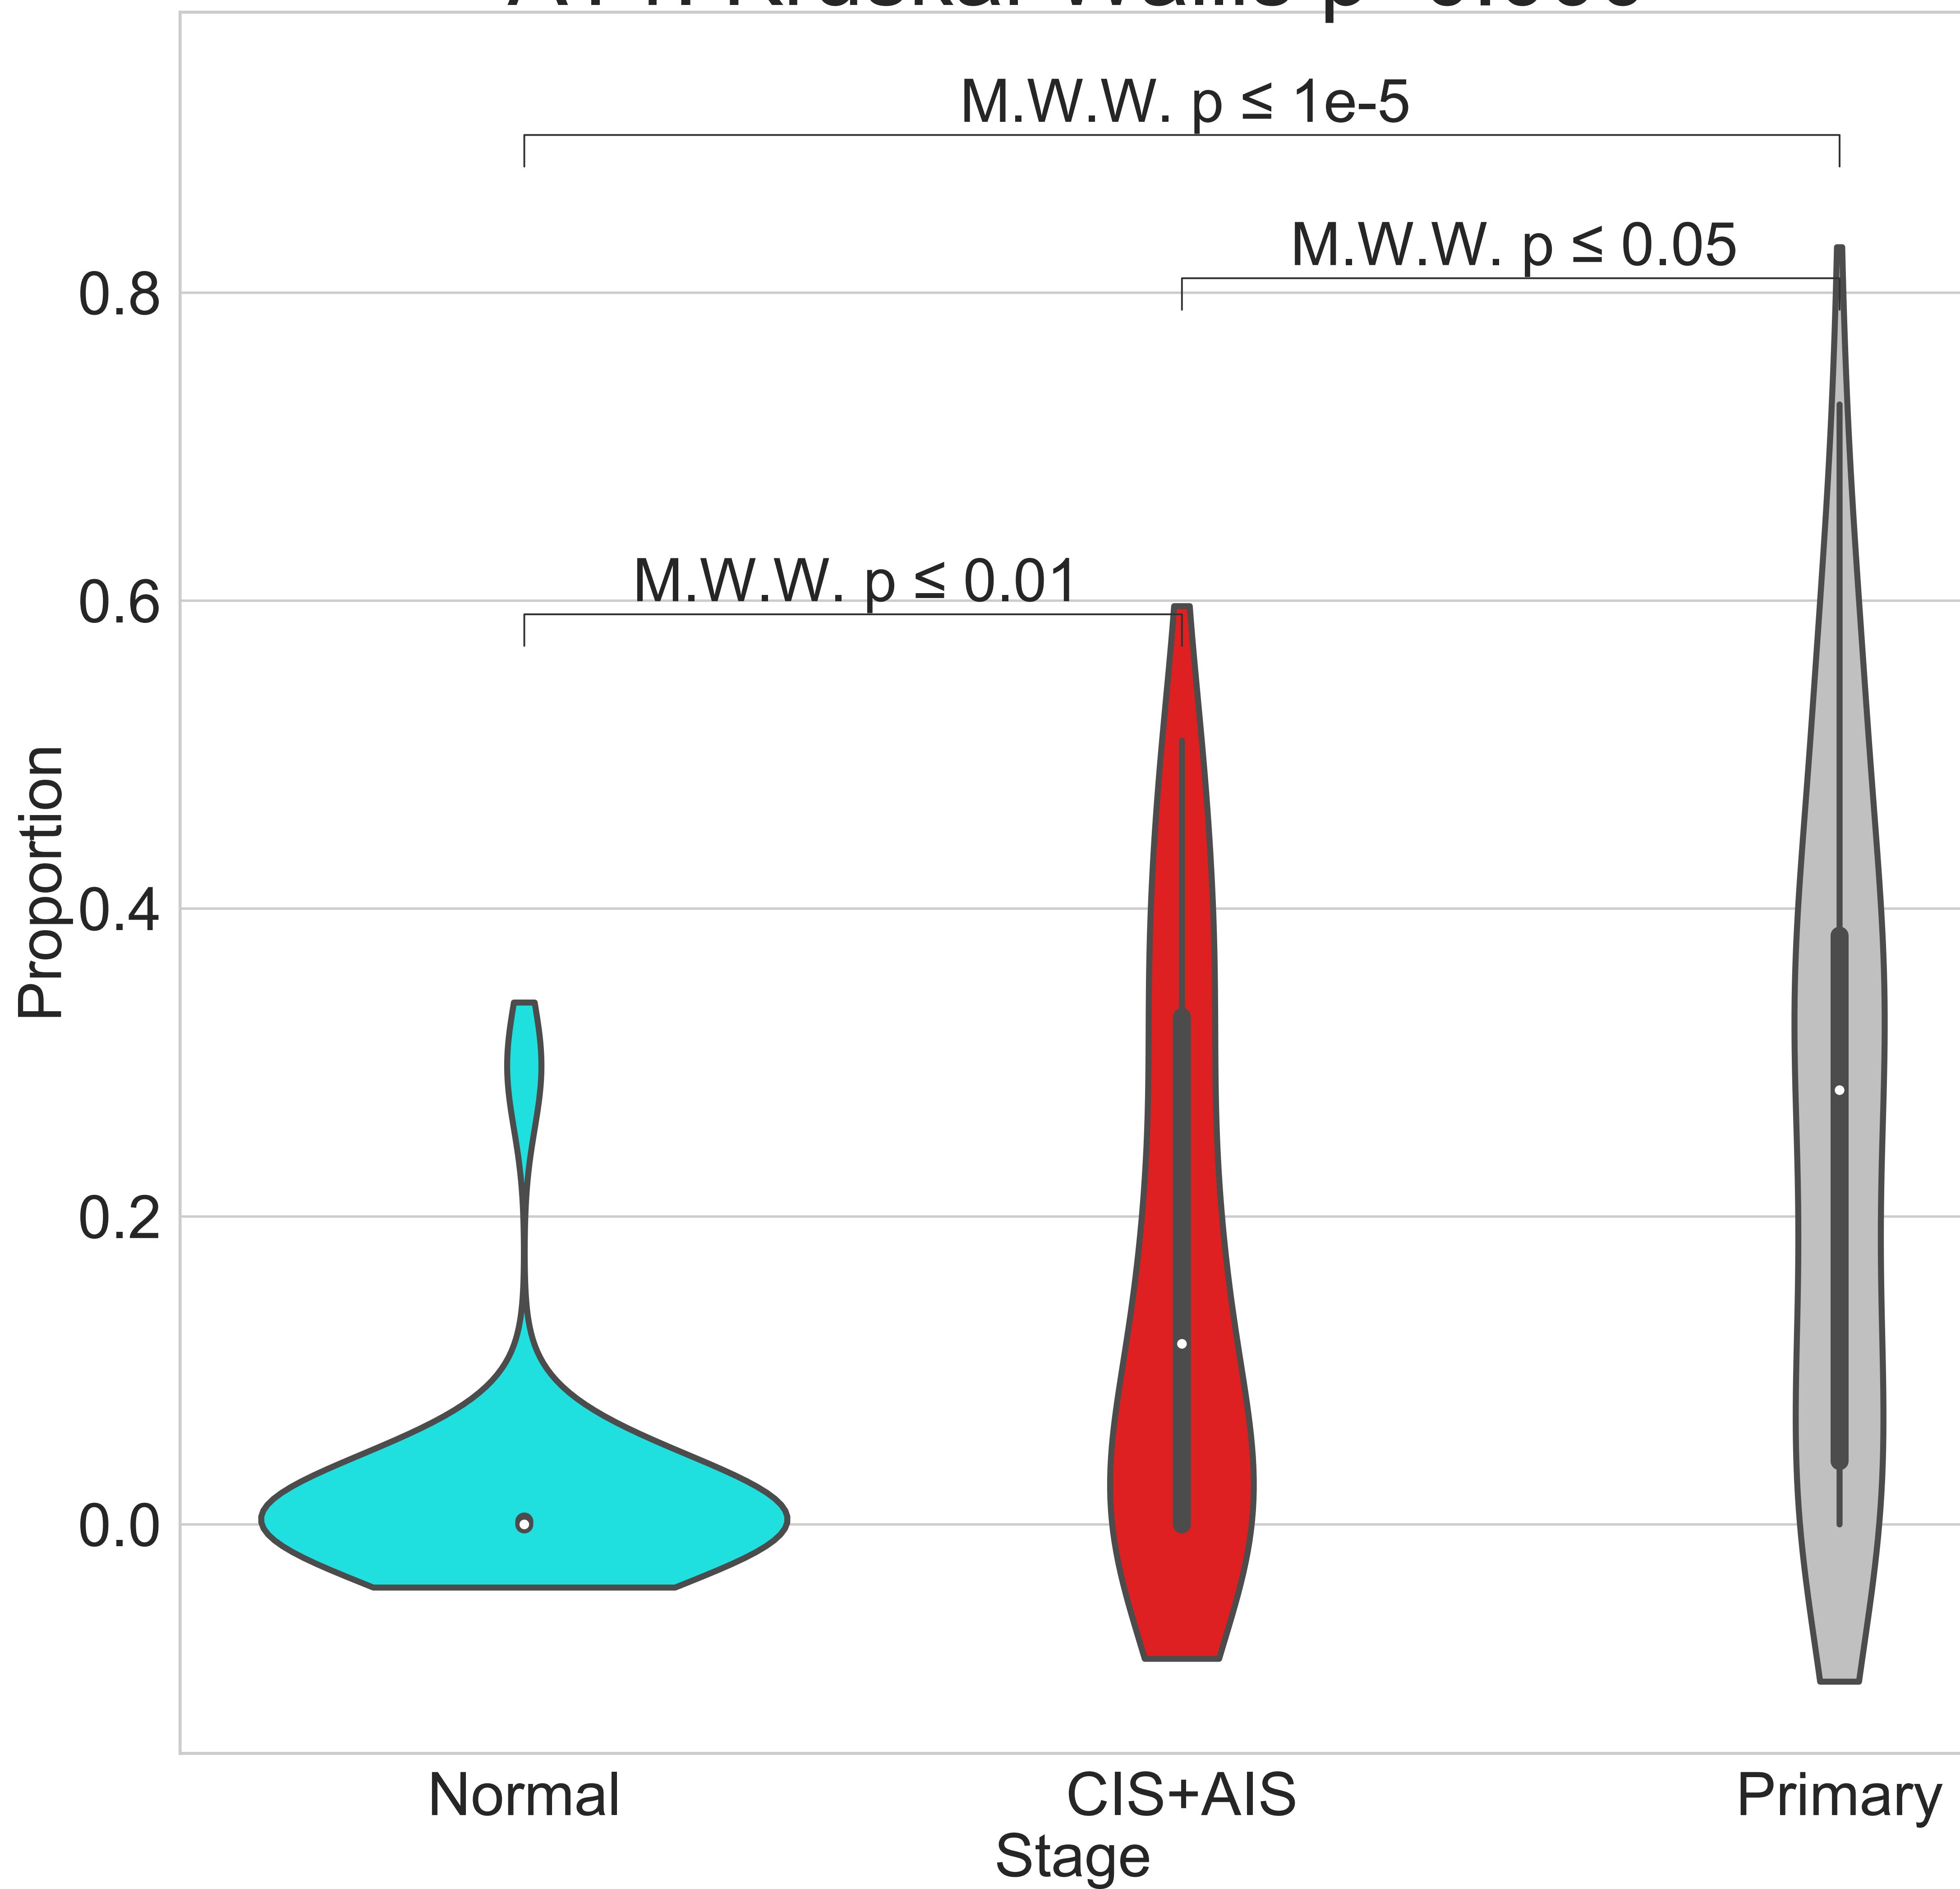 M.W.W. p ≤ 1e-5
M.W.W. p ≤ 0.05
0.8
M.W.W. p ≤ 0.01
0.6
Proportion
0.4
0.2
0.0
Normal
CIS+AIS
Primary
Stage